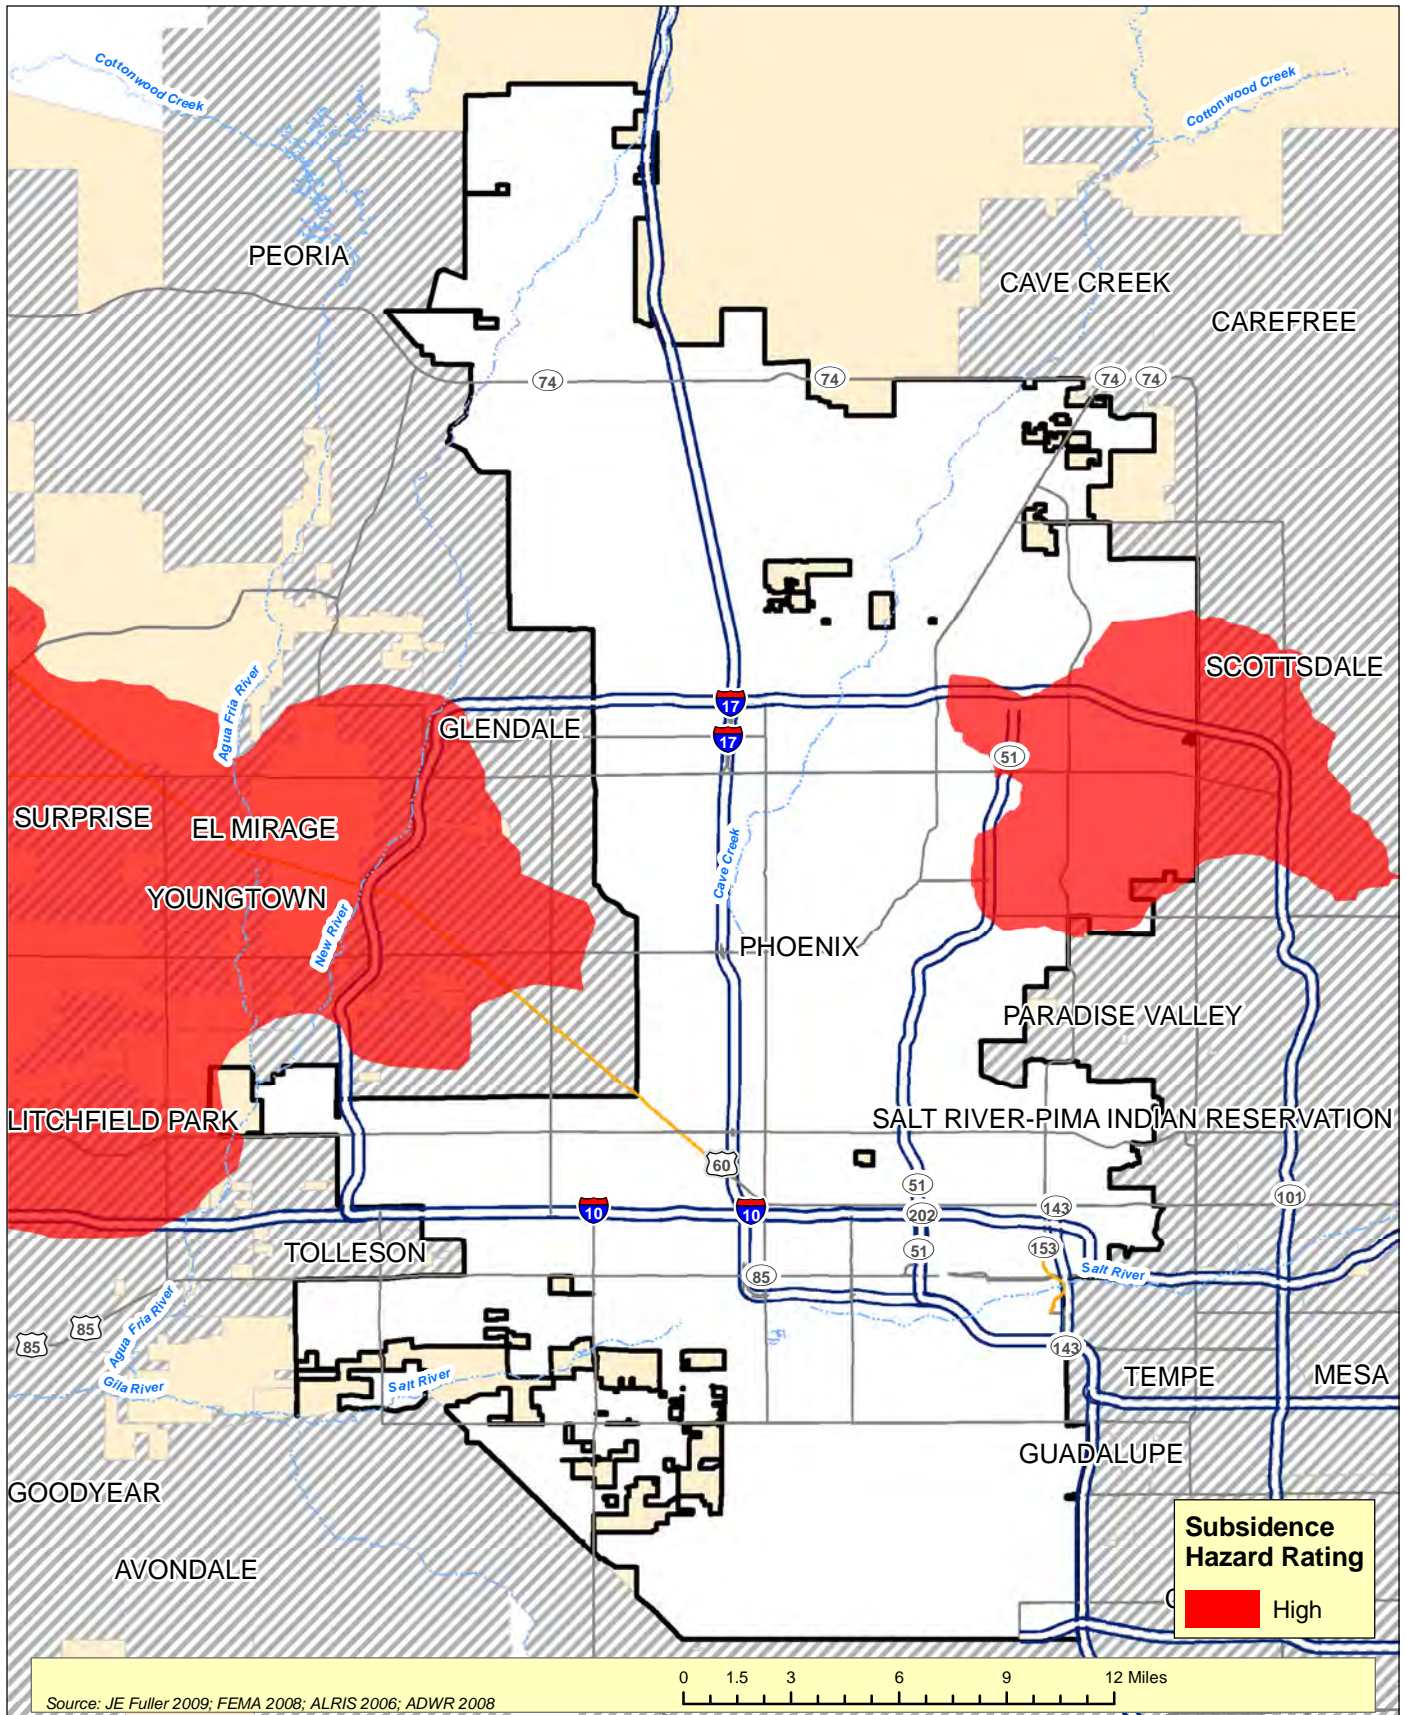 Cottonwood Creek
Cottonwood Creek
PEORIA
CAVE CREEK
CAREFREE
74
74
74
74
SCOTTSDALE
Agua Fria River
17
GLENDALE
17
51
SURPRISE
EL MIRAGE
Cave Creek
YOUNGTOWN
New River
PHOENIX
PARADISE VALLEY
LITCHFIELD PARK
SALT RIVER-PIMA INDIAN RESERVATION
60
51
101
10
10
202
143
TOLLESON
51
153
Salt River
85
Agua Fria River
85
85
143
Gila River
Salt River
TEMPE
MESA
GUADALUPE
GOODYEAR
AVONDALE
Subsidence
Hazard Rating
High
0 1.5 3 6 9 12 Miles
Source: JE Fuller 2009; FEMA 2008; ALRIS 2006; ADWR 2008